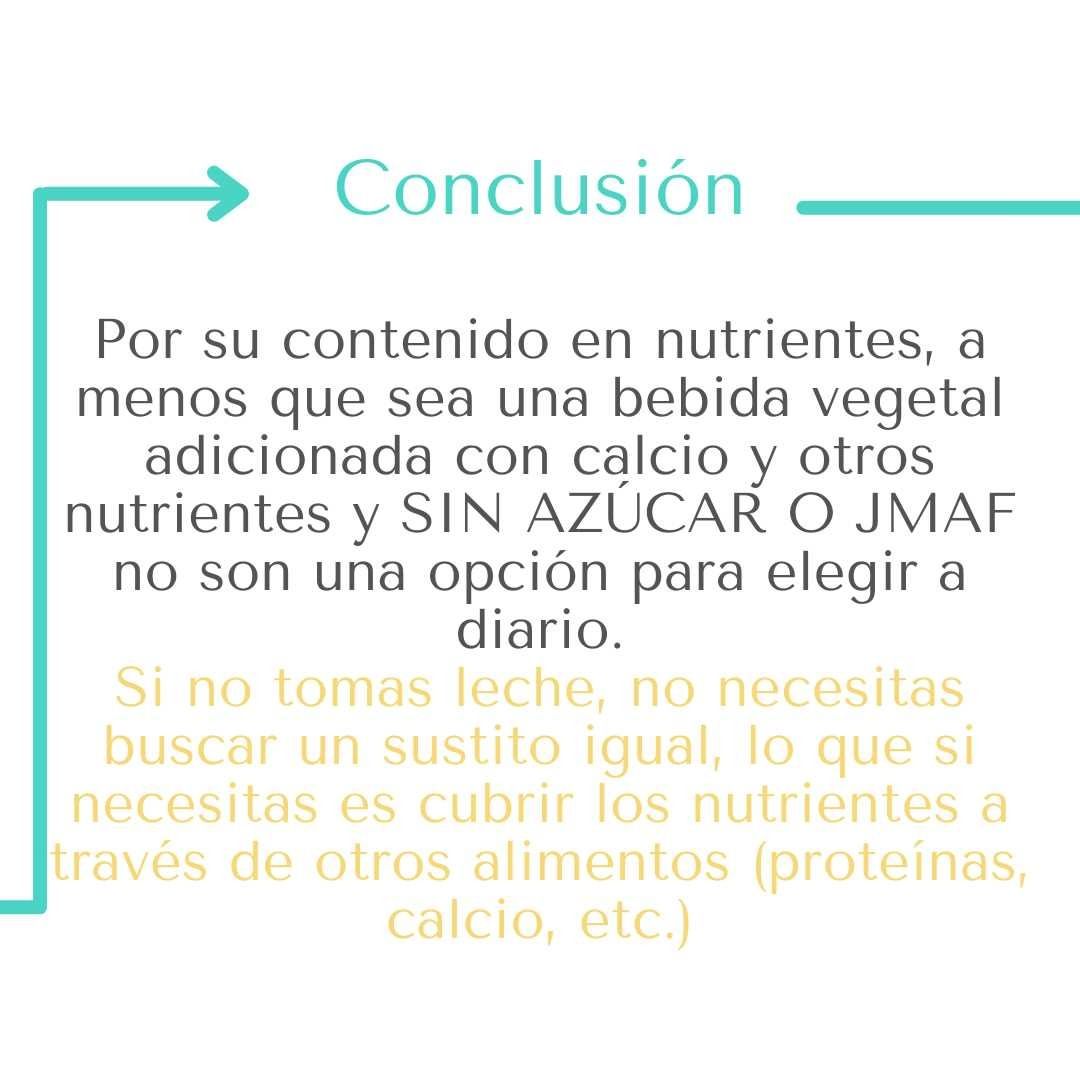 Conclusión
Por su contenido en nutrientes, a
menos que sea una bebida vegetal
adicionada con calcio y otros
nutrientes y SIN AZÚCAR O JMAF
no son una opción para elegir a
diario.
Si no tomas leche, no necesitas
buscar un sustito igual, lo que si
necesitas es cubrir los nutrientes a
través de otros alimentos (proteínas,
calcio, etc.)